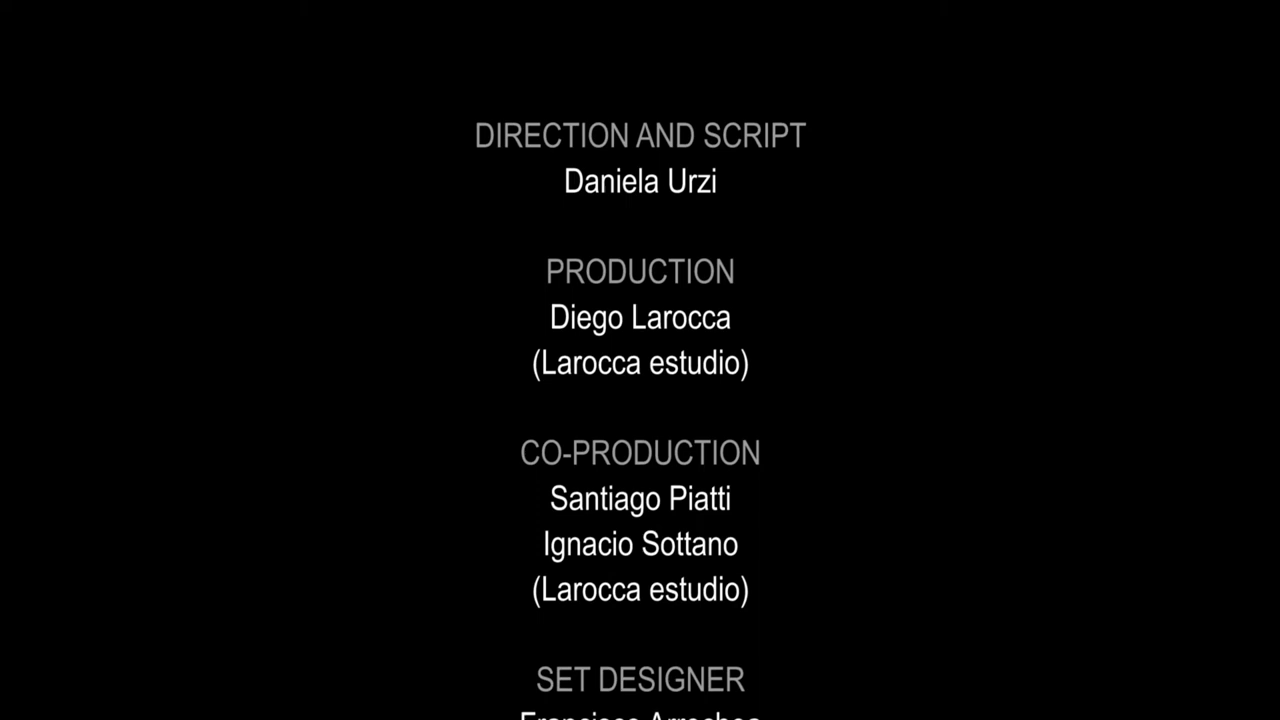 DIRECTION AND SCRIPT
Daniela Urzi
PRODUCTION
Diego Larocca
(Larocca estudio)
CO-PRODUCTION
Santiago Piatti
Ignacio Sottano
(Larocca estudio)
SET DESIGNER